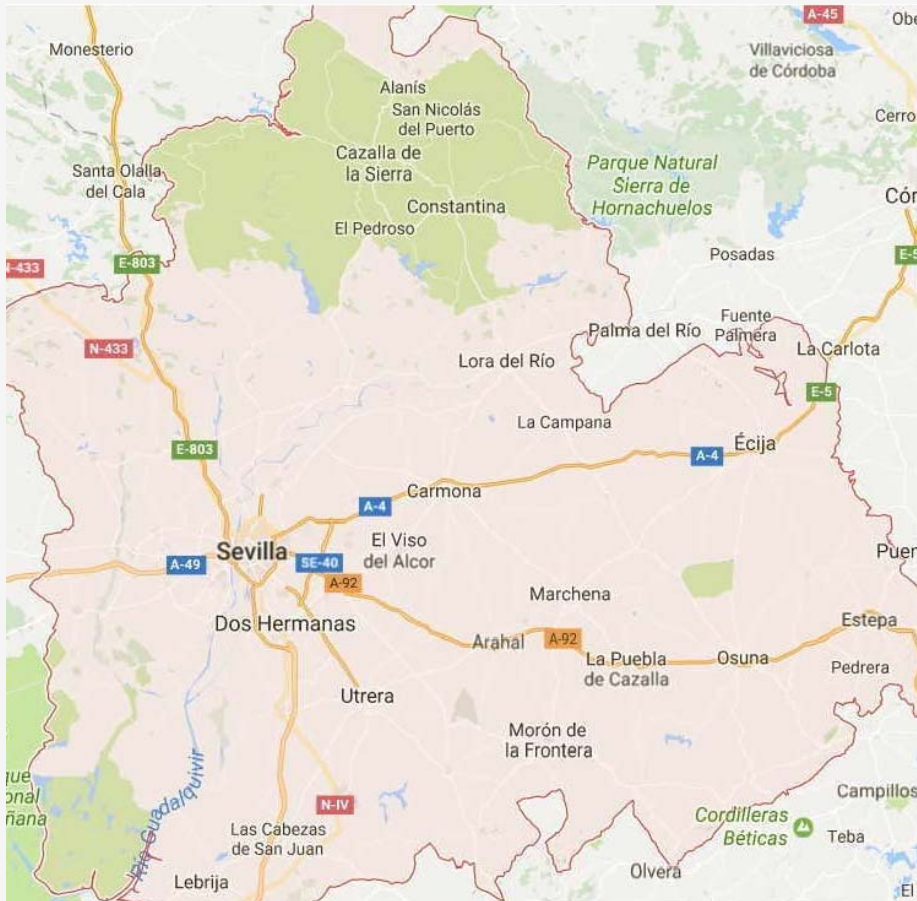 A-45
Obe
Monesterio
Villaviciosa
de Córdoba
Alanís
San Nicolás
del Puerto
Cerro
Cazalla de
la Sierra
Santa Olalla
del Cala
Parque Natural
Sierra de
Hornachuelos
Cór
Constantina
El Pedroso
Posadas
E-5
N-433
E-803
Fuente
Palmera
Palma del Río
N-433
La Carlota
Lora del Río
E-5
La Campana
E-803
Écija
A-4
Carmona
A-4
El Viso
del Alcor
Sevilla
Puer
A-49
SE-40
A-92
Marchena
Dos Hermanas
Estepa
Arahal
A-92
La Puebla
de Cazalla
Osuna
Pedrera
Utrera
Morón de
la Frontera
que
onal
ñana
Río Guadalquivir
Campillos
N-IV
Cordilleras
Béticas
Las Cabezas
de San Juan
Teba
Olvera
Lebrija
El